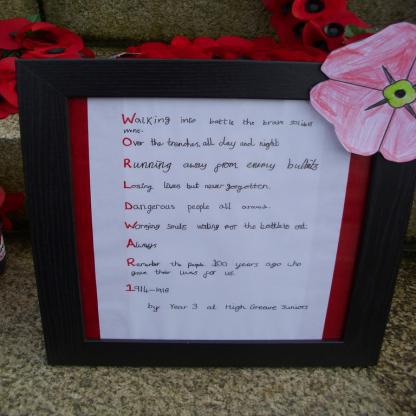 Walking into battle the brave soldiers
Over the trenches, all day and night
Running away from enemy bullets
Losing lives but never forgotten.
Dangerous people all around.
Worrying souls waiting for the battle to end.
Always
Remember the people 100 years ago who
gave their lives for us.
1914-1918
by Year 3 at High Greave Juniors